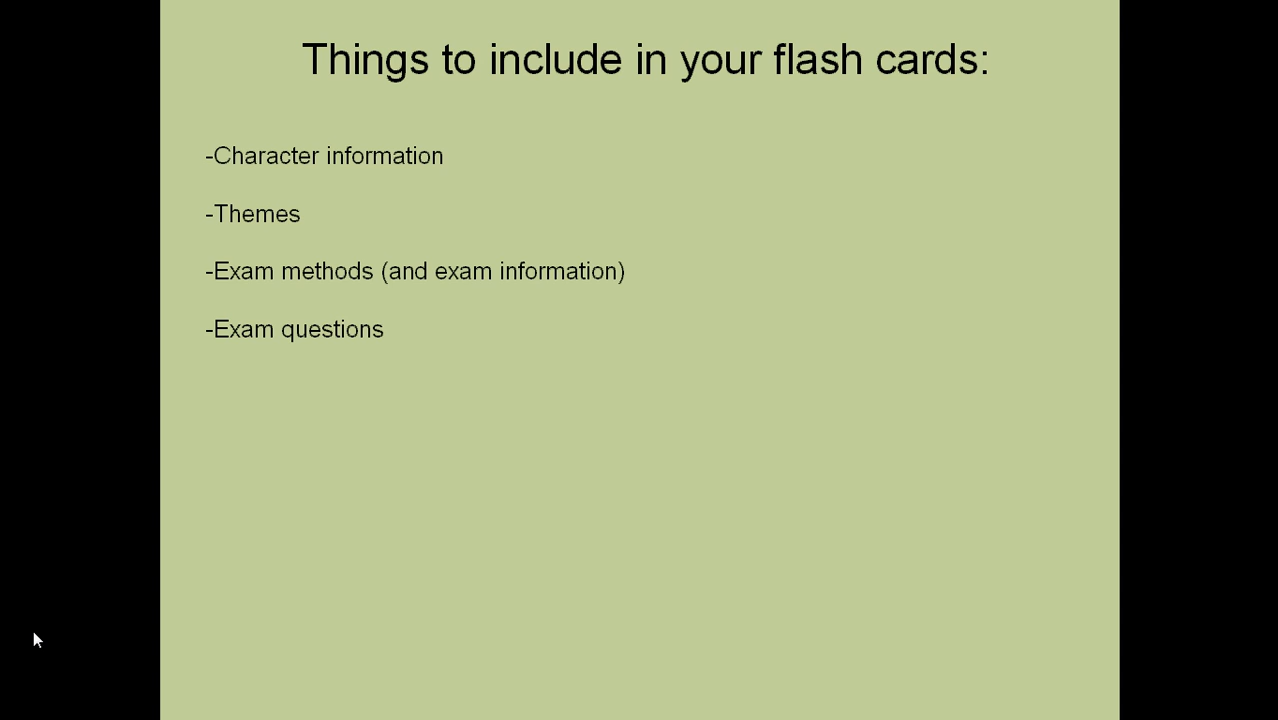 Things to include in your flash cards:
-Character information
-Themes
-Exam methods (and exam information)
-Exam questions